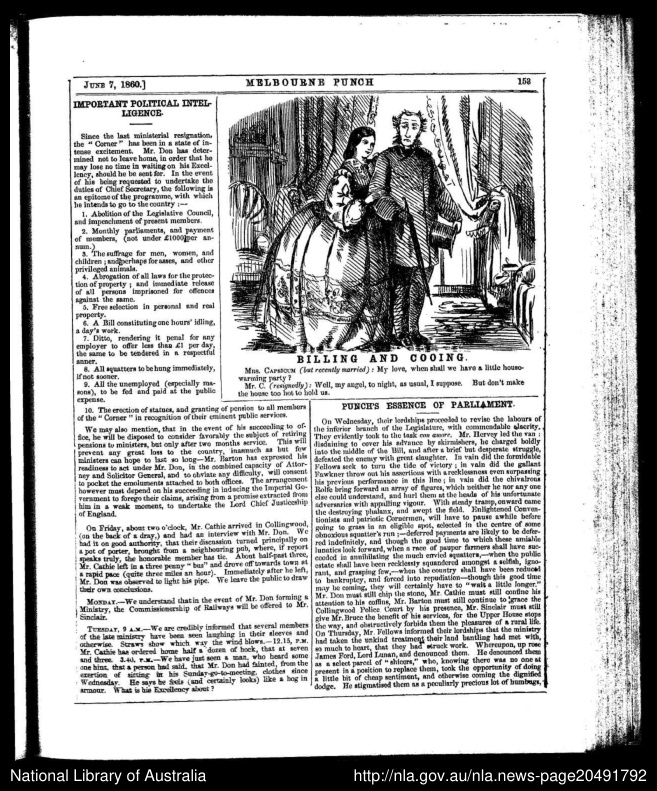 JUNE 7, 1860.]
MELBOURNE PUNCH
153
IMPORTANT POLITICAL INTEL-
LIGENCE.
Since the last ministerial resignation,
the "Corner" has been in a state of in-
tense excitement. Mr. Don has deter-
mined not to leave home, in order that he
may lose no time in waiting on his Excel-
lency, should he be sent for. In the event
of his being requested to undertake the
duties of Chief Secretary, the following is
an epitome of the programme, with which
he intends to go to the country :—
1. Abolition of the Legislative Council,
and impeachment of present members.
2. Monthly parliaments, and payment
of members, (not under £1000 per an-
num.)
3. The suffrage for men, women, and
children ; and perhaps for asses, and other
privileged animals.
4. Abrogation of all laws for the protec-
tion of property ; and immediate release
of all persons imprisoned for offences
against the same.
5. Free selection in personal and real
property.
6. A Bill constituting one hours' idling,
a day's work.
7. Ditto, rendering it penal for any
employer to offer less than £1 per day,
the same to be tendered in a respectful
anner.
8. All squatters to be hung immediately,
if not sooner.
9. All the unemployed (especially ma-
sons), to be fed and paid at the public
expense.
10. The erection of statues, and granting of pension to all members
of the "Corner" in recognition of their eminent public services.
We may also mention, that in the event of his succeeding to of-
fice, he will be disposed to consider favorably the subject of retiring
pensions to ministers, but only after two months service. This will
prevent any great loss to the country, inasmuch as but few
ministers can hope to last so long—Mr. Barton has expressed his
readiness to act under Mr. Don, in the combined capacity of Attor-
ney and Solicitor General, and to obviate any difficulty, will consent
to pocket the emoluments attached to both offices. The arrangement
however must depend on his succeeding in inducing the Imperial Go-
vernment to forego their claims, arising from a promise extracted from
him in a weak moment, to undertake the Lord Chief Justiceship
of England.
On Friday, about two o'clock, Mr. Cathie arrived in Collingwood,
(on the back of a dray,) and had an interview with Mr. Don. We
had it on good authority, that their discussion turned principally on
a pot of porter, brought from a neighbouring pub, where, if report
speaks truly, the honorable member has tic. About half-past three,
Mr. Cathie left in a three penny "bus" and drove off towards town at
a rapid pace (quite three miles an hour). Immediately after he left,
Mr. Don was observed to light his pipe. We leave the public to draw
their own conclusions.
MONDAY.—We understand that in the event of Mr. Don forming a
Ministry, the Commissionership of Railways will be offered to Mr.
Sinclair.
TUESDAY, 9 A.M.—We are credibly informed that several members
of the late ministry have been seen laughing in their sleeves and
otherwise. Straws show which way the wind blows.—12.15, P.M.
Mr. Cathie has ordered home half a dozen of hock, that at seven
and three. 3.40, P.M.—We have just seen a man, who heard some
one hint, that a person had said, that Mr. Don had fainted, from the
exertion of sitting in his Sunday-go-to-meeting, clothes since
Wednesday. He says he feels (and certainly looks) like a hog in
armour. What is his Excellency about ?
BILLING AND COOING.
MRS. CAPSICUM (but recently married) : My love, when shall we have a little house-
warming party ?
Mr. C. (resignedly) : Well, my angel, to night, as usual, I suppose. But don't make
the house too hot to hold us.
PUNCH'S ESSENCE OF PARLIAMENT.
On Wednesday, their lordships proceeded to revise the labours of
the inferior branch of the Legislature, with commendable alacrity.
They evidently took to the task con amore. Mr. Hervey led the van ;
disdaining to cover his advance by skirmishers, he charged boldly
into the middle of the Bill, and after a brief but desperate struggle,
defeated the enemy with great slaughter. In vain did the formidable
Fellows seek to turn the tide of victory ; in vain did the gallant
Fawkner throw out his assertions with a recklessness even surpassing
his previous performance in this line ; in vain did the chivalrous
Rolfe bring forward an array of figures, which neither he nor any one
else could understand, and hurl them at the heads of his unfortunate
adversaries with appalling vigour. With steady tramp, onward came
the destroying phalanx, and swept the field. Enlightened Conven-
tionists and patriotic Cornermen, will have to pause awhile before
going to grass in an eligible spot, selected in the centre of some
obnoxious squatter's run ;—deferred payments are likely to be defer-
red indefinitely, and though the good time to which these amiable
lunatics look forward, when a race of pauper farmers shall have suc-
ceeded in annihilating the much envied squatters,—when the public
estate shall have been recklessly squandered amongst a selfish, igno-
rant, and grasping few,—when the country shall have been reduced
to bankruptcy, and forced into repudiation—though this good time
may be coming, they will certainly have to "wait a little longer."
Mr. Don must still chip the stone, Mr. Cathie must still confine his
attention to his coffins, Mr. Barton must still continue to grace the
Collingwood Police Court by his presence, Mr. Sinclair must still
give Mr. Bruce the benefit of his services, for the Upper House stops
the way, and obstructively forbids them the pleasures of a rural life.
On Thursday, Mr. Fellows informed their lordships that the ministry
had taken the unkind treatment their land bantling had met with,
so much to heart, that they had struck work. Whereupon, up rose
James Ford, Lord Lunan, and denounced them. He denounced them
as a select parcel of "shicers," who, knowing there was no one at
present in a position to replace them, took the opportunity of doing
a little bit of cheap sentiment, and otherwise coming the dignified
dodge. He stigmatised them as a peculiarly precious lot of humbugs,
National Library of Australia
http://nla.gov.au/nla.news-page20491792